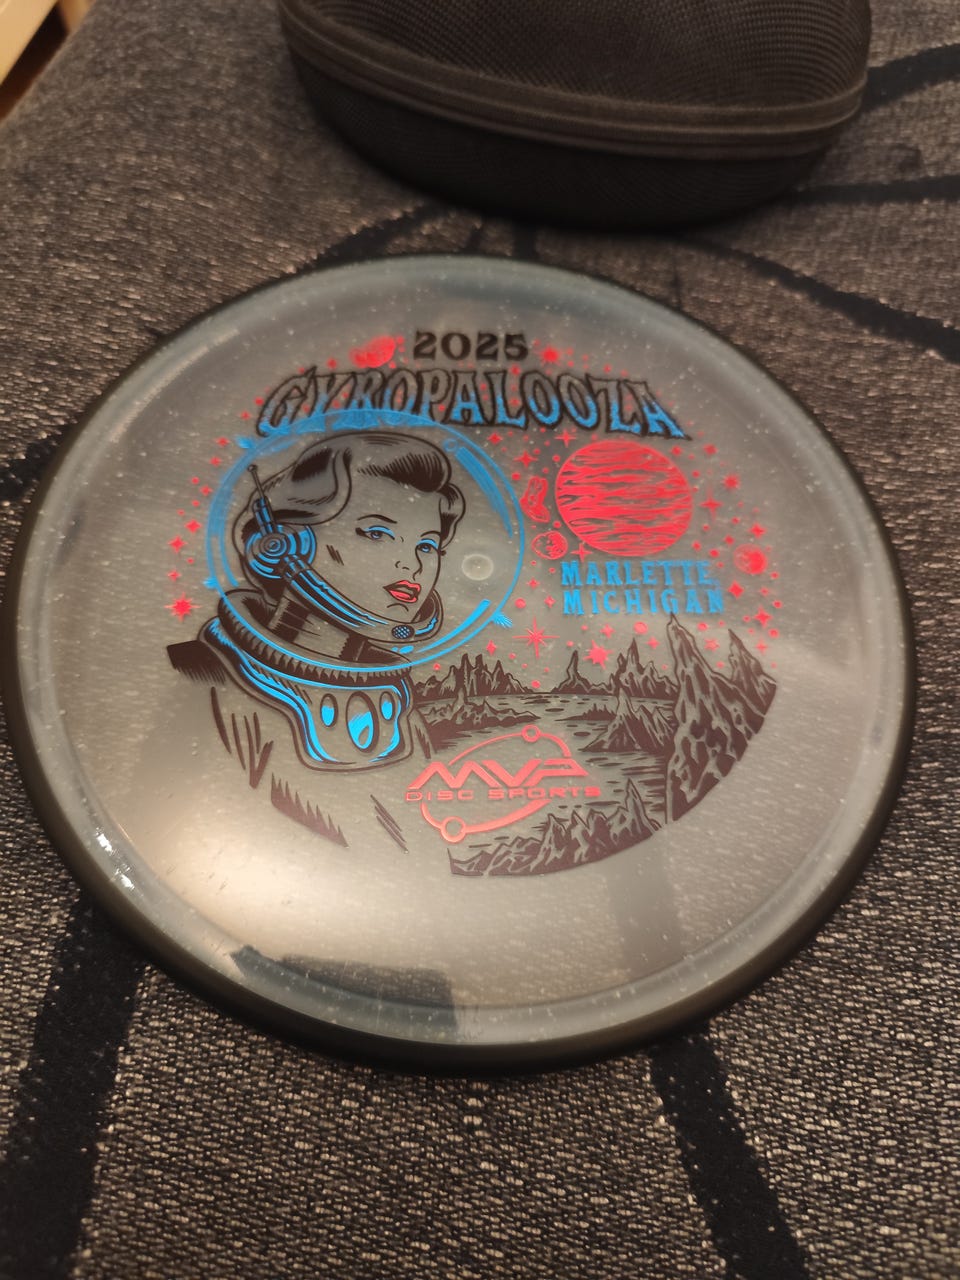 2025
GYROPALOOZA
MARLETTE,
MICHIGAN
MVP
DISC SPORTS